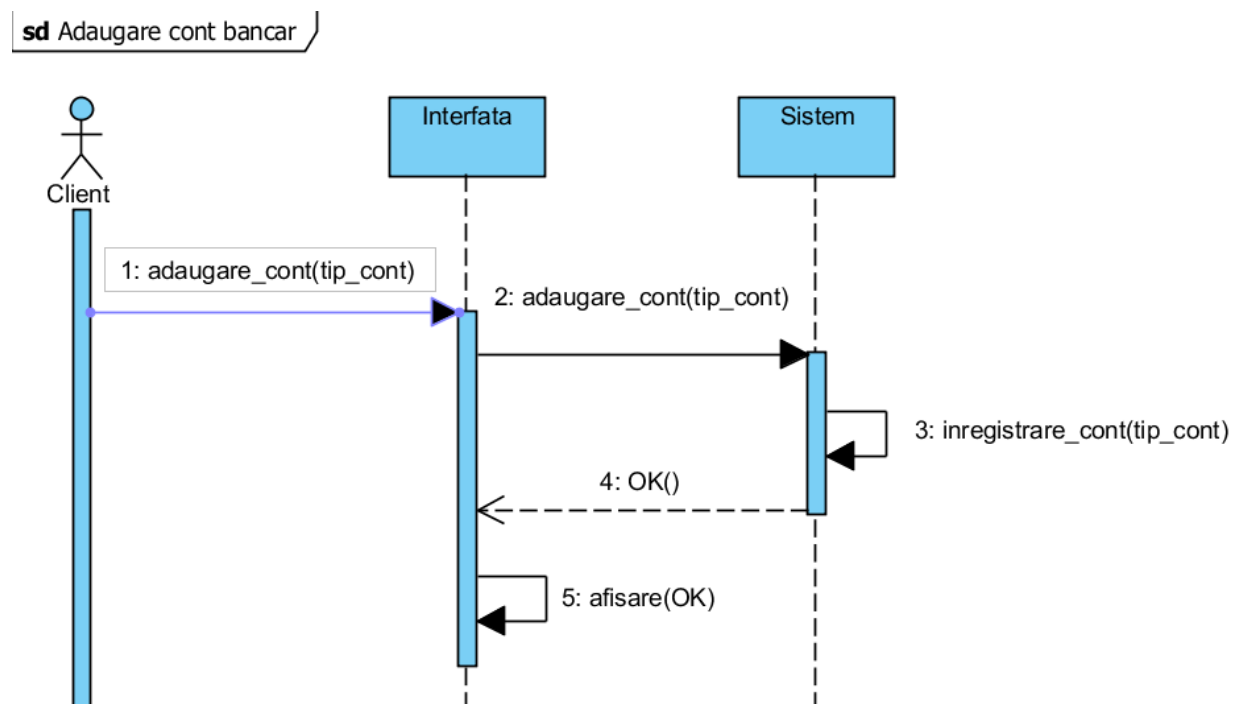 sd Adaugare cont bancar
Client
Interfata
Sistem
1: adaugare_cont(tip_cont)
2: adaugare_cont(tip_cont)
3: inregistrare_cont(tip_cont)
4: OK()
5: afisare(OK)